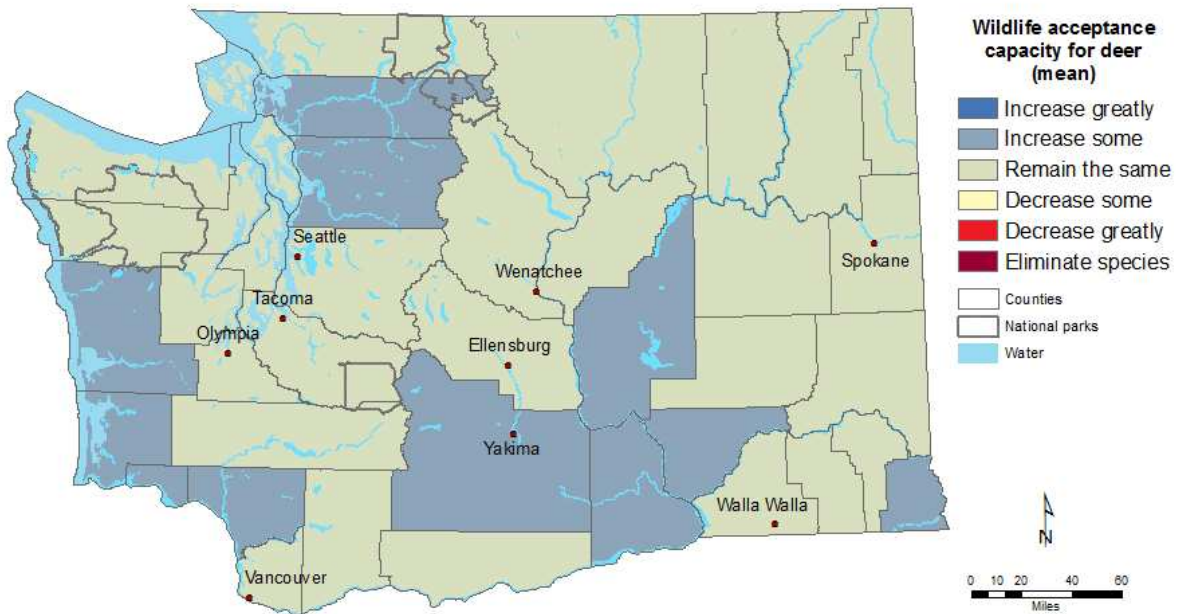 Wildlife acceptance
capacity for deer
(mean)
Increase greatly
Increase some
Remain the same
Decrease some
Decrease greatly
Eliminate species
Counties
National parks
Water
Seattle
Spokane
Wenatchee
Tacoma
Olympia
Ellensburg
Yakima
Walla Walla
Vancouver
N
0 10 20 40 60
Miles